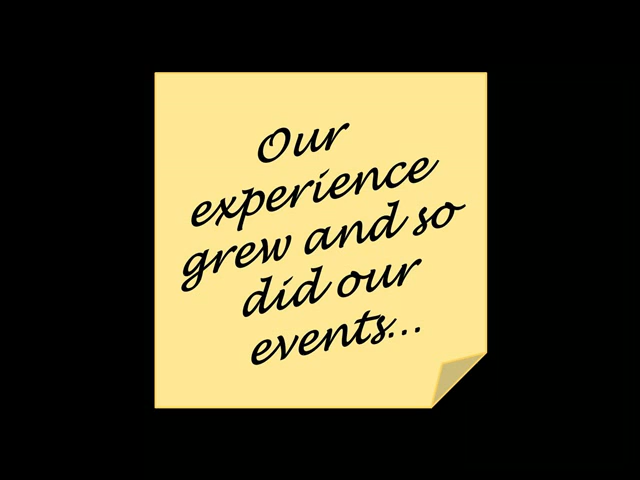 Our
experience
grew and so
did our
events...